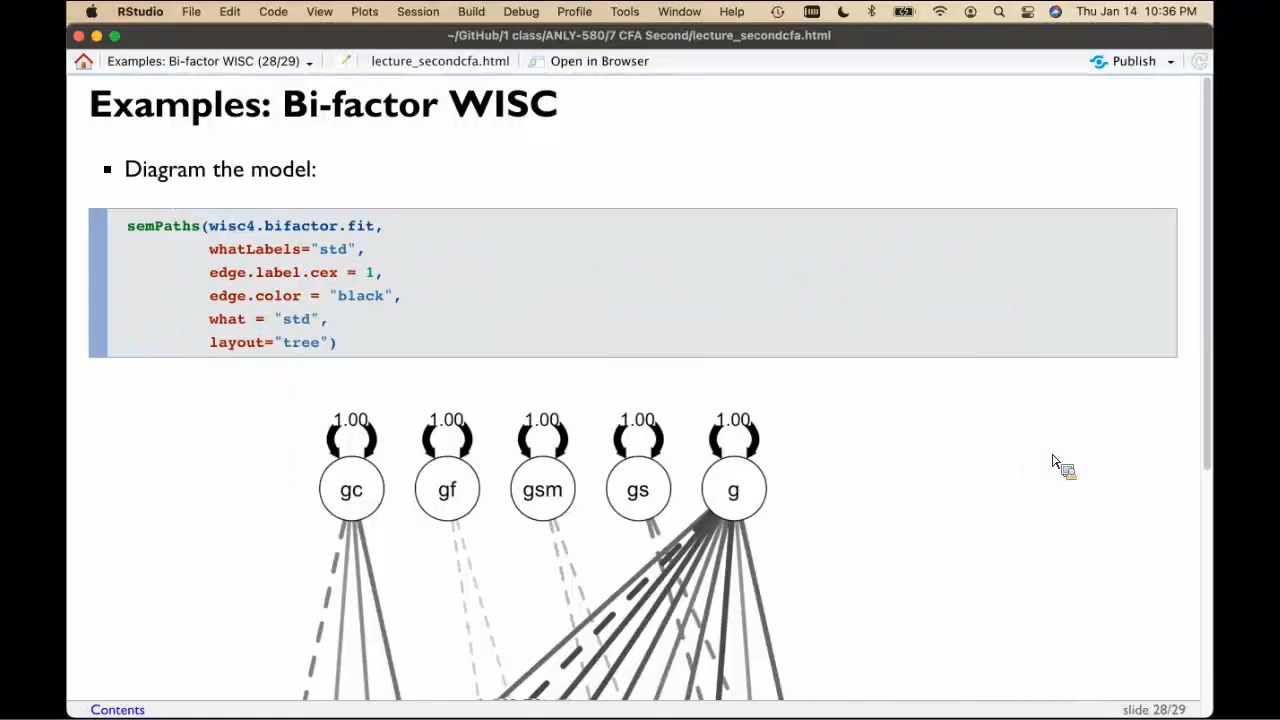 RStudio File Edit Code View Plots Session Build Debug Profile Tools Window Help Thu Jan 14 10:36 PM
~/GitHub/1 class/ANLY-580/7 CFA Second/lecture_secondcfa.html
Examples: Bi-factor WISC (28/29) lecture_secondcfa.html Open in Browser Publish
Examples: Bi-factor WISC
Diagram the model:
semPaths(wisc4.bifactor.fit,
whatLabels="std",
edge.label.cex = 1,
edge.color = "black",
what = "std",
layout="tree")
1.00 1.00 1.00 1.00 1.00
gc gf gsm gs g
Contents slide 28/29